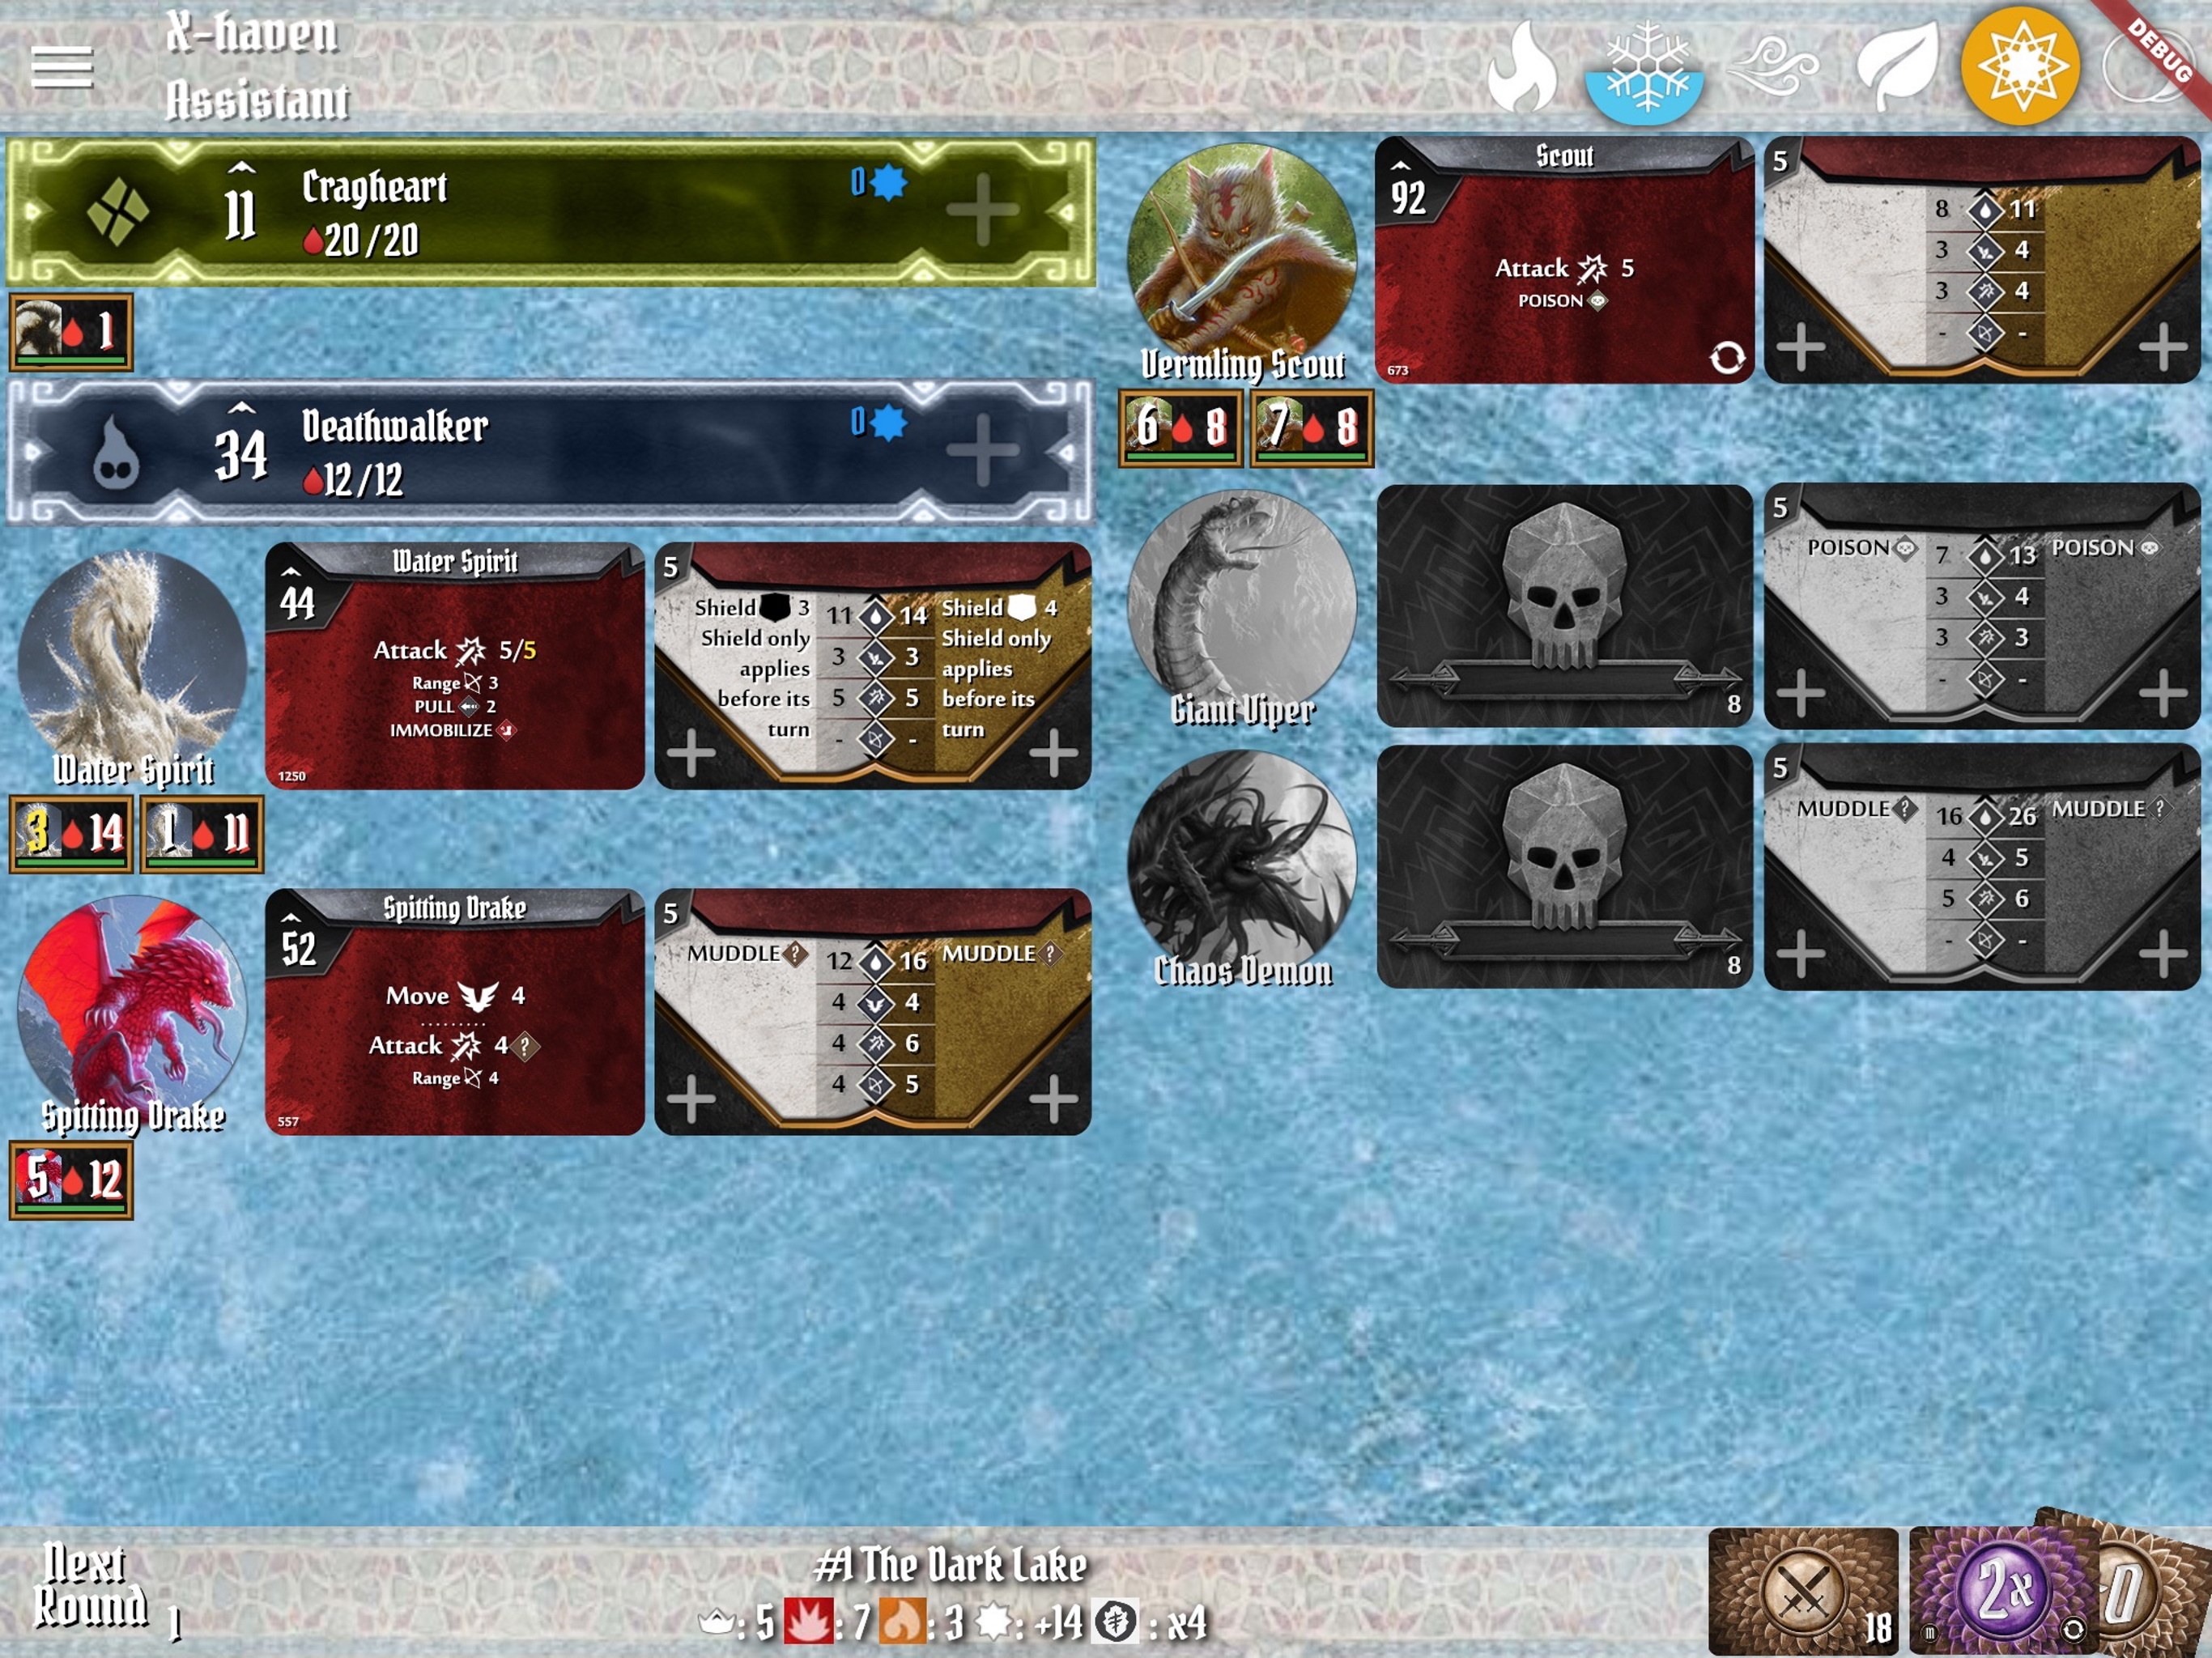 X-haven
Assistant
DEBUG
11
Cragheart
20/20
0
1
34
Deathwalker
12/12
0
Water Spirit
44
Water Spirit
Attack 5/5
Range 3
PULL 2
IMMOBILIZE
1250
5
Shield 3
Shield only
applies
before its
turn
11 14
3 3
5 5
- -
Shield 4
Shield only
applies
before its
turn
3 14
1 11
Spitting Drake
52
Spitting Drake
Move 4
Attack 4 ?
Range 4
557
5
MUDDLE ?
12 16
4 4
4 6
4 5
MUDDLE ?
5 12
Vermling Scout
92
Scout
Attack 5
POISON
673
5
8 11
3 4
3 4
- -
6 8
7 8
Giant Viper
8
5
POISON
7 13
3 4
3 3
- -
POISON
Chaos Demon
8
5
MUDDLE ?
16 26
4 5
5 6
- -
MUDDLE ?
Next
Round
1
#1 The Dark Lake
: 5 : 7 : 3 : +14 : x4
18
2x
m
-0